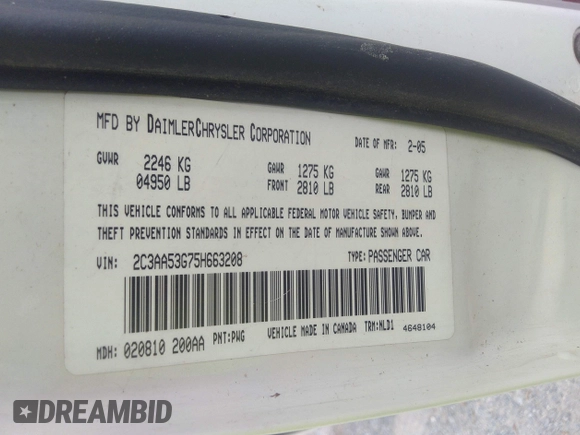 MFD BY DAIMLERCHRYSLER CORPORATION DATE OF MFR: 2-05
GVWR 2246 KG GAWR 1275 KG GAWR 1275 KG
04950 LB FRONT 2810 LB REAR 2810 LB
THIS VEHICLE CONFORMS TO ALL APPLICABLE FEDERAL MOTOR VEHICLE SAFETY, BUMPER AND
THEFT PREVENTION STANDARDS IN EFFECT ON THE DATE OF MANUFACTURE SHOWN ABOVE.
VIN: 2C3AA53G75H663208 TYPE: PASSENGER CAR
MDH: 020810 200AA PNT: PWG VEHICLE MADE IN CANADA TRM: NLD1 4648104
DREAMBID